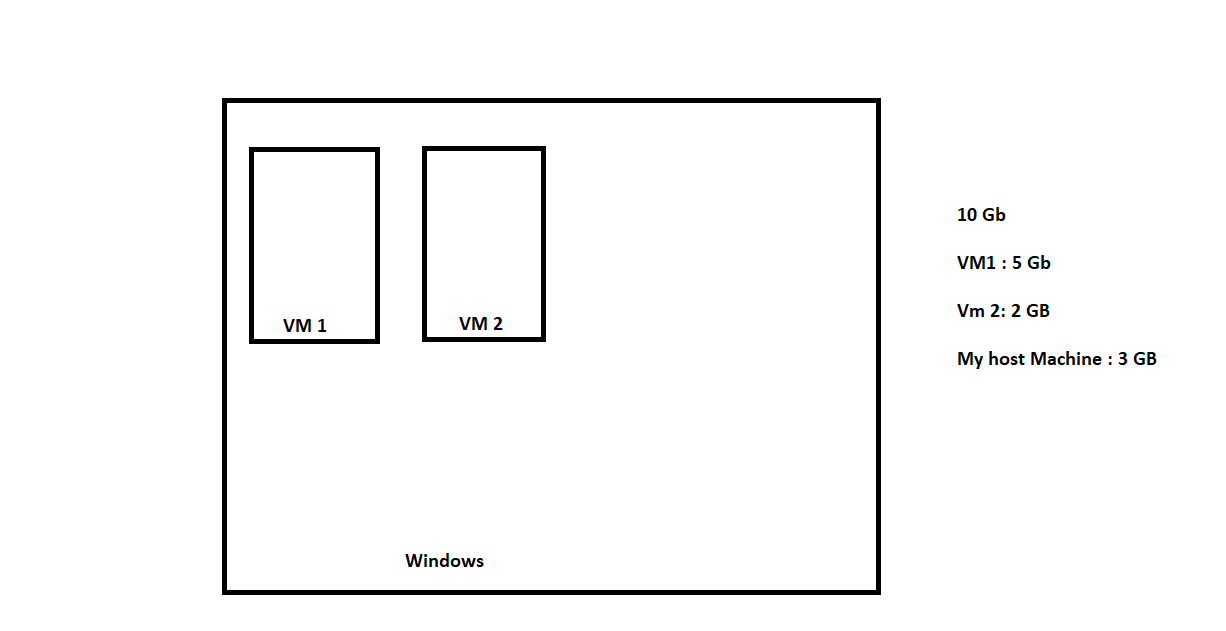 VM 1
VM 2
Windows
10 Gb
VM1 : 5 Gb
Vm 2: 2 GB
My host Machine : 3 GB